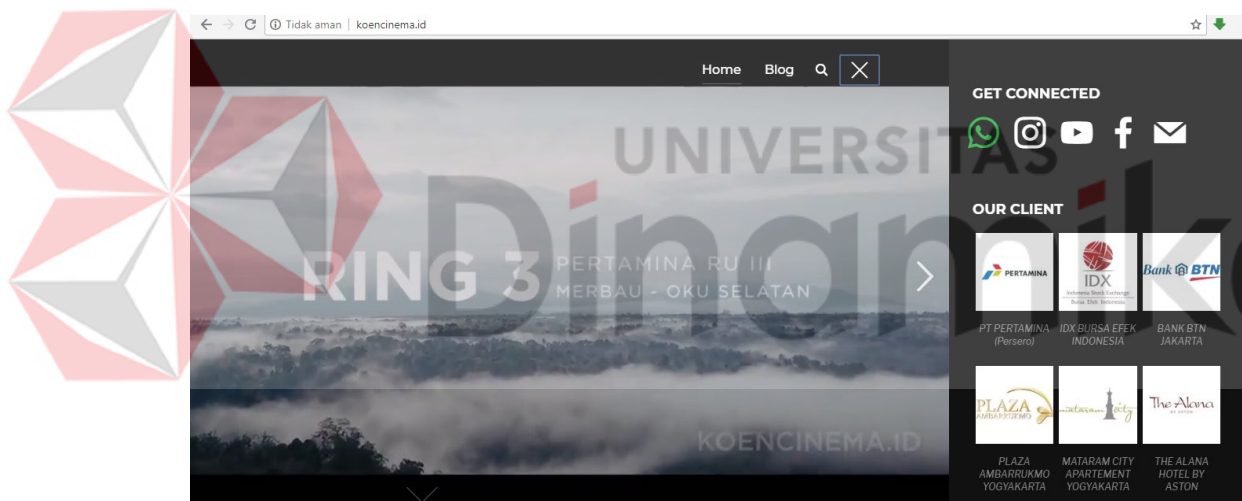 Tidak aman | koencinema.id
Home Blog
GET CONNECTED
UNIVERSITAS
Dinamika
RING 3
PERTAMINA RU III
MERBAU - OKU SELATAN
KOENCINEMA.ID
OUR CLIENT
PERTAMINA
IDX
Indonesia Stock Exchange
Bursa Efek Indonesia
Bank BTN
PT PERTAMINA
(Persero)
IDX BURSA EFEK
INDONESIA
BANK BTN
JAKARTA
PLAZA
AMBARRUKMO
mataram city
The Alana
BY ASTON
PLAZA
AMBARRUKMO
YOGYAKARTA
MATARAM CITY
APARTEMENT
YOGYAKARTA
THE ALANA
HOTEL BY
ASTON